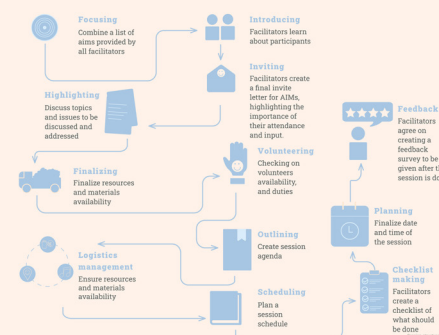 Focusing
Combine a list of
aims provided by
all facilitators
Introducing
Facilitators learn
about participants
Inviting
Facilitators create
a final invite
letter for AIMs,
highlighting the
importance of
their attendance
and input.
Highlighting
Discuss topics
and issues to be
discussed and
addressed
Finalizing
Finalize resources
and materials
availability
Volunteering
Checking on
volunteers
availability,
and duties
Outlining
Create session
agenda
Logistics
management
Ensure resources
and materials
availability
Scheduling
Plan a
session
schedule
Checklist
making
Facilitators
create a
checklist of
what should
be done
Planning
Finalize date
and time of
the session
Feedback
Facilitators
agree on
creating a
feedback
survey to be
given after
session is